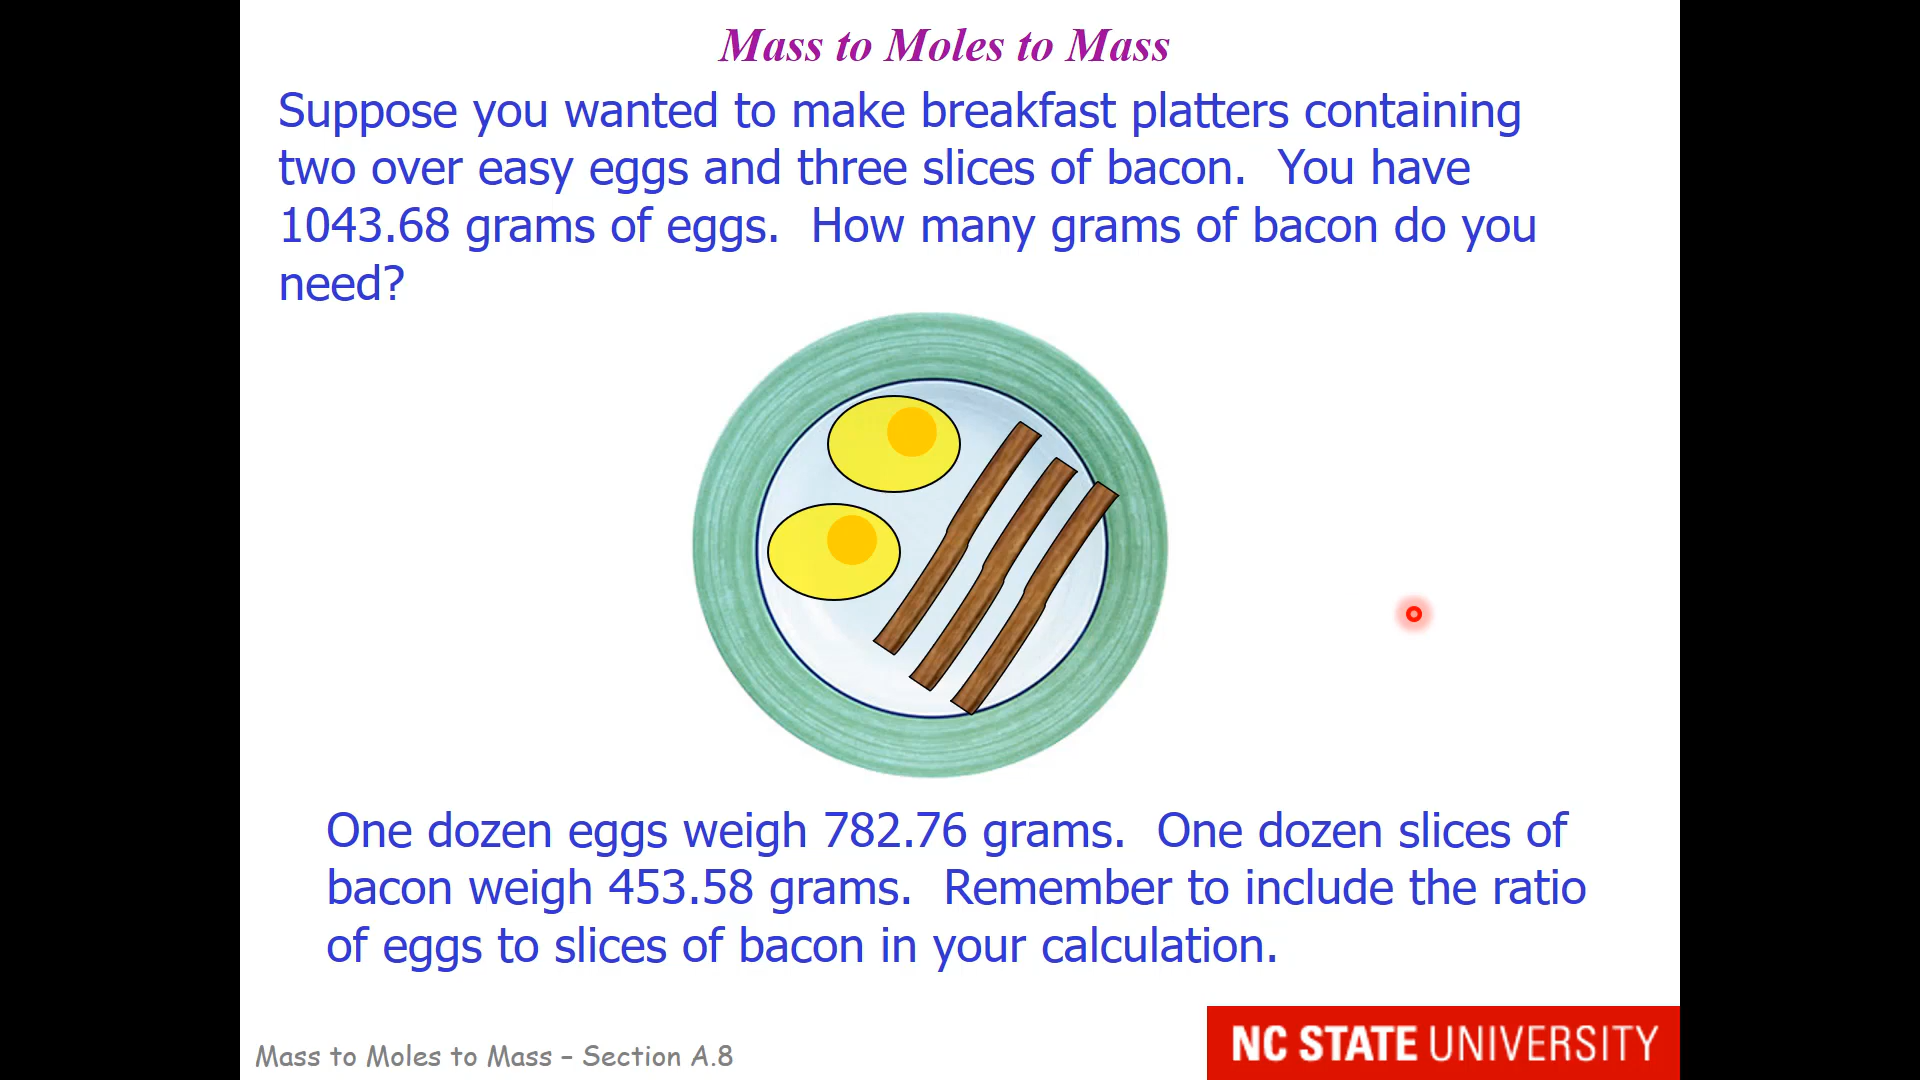 Mass to Moles to Mass
Suppose you wanted to make breakfast platters containing
two over easy eggs and three slices of bacon.  You have
1043.68 grams of eggs.  How many grams of bacon do you
need?
One dozen eggs weigh 782.76 grams.  One dozen slices of
bacon weigh 453.58 grams.  Remember to include the ratio
of eggs to slices of bacon in your calculation.
Mass to Moles to Mass – Section A.8
NC STATE UNIVERSITY